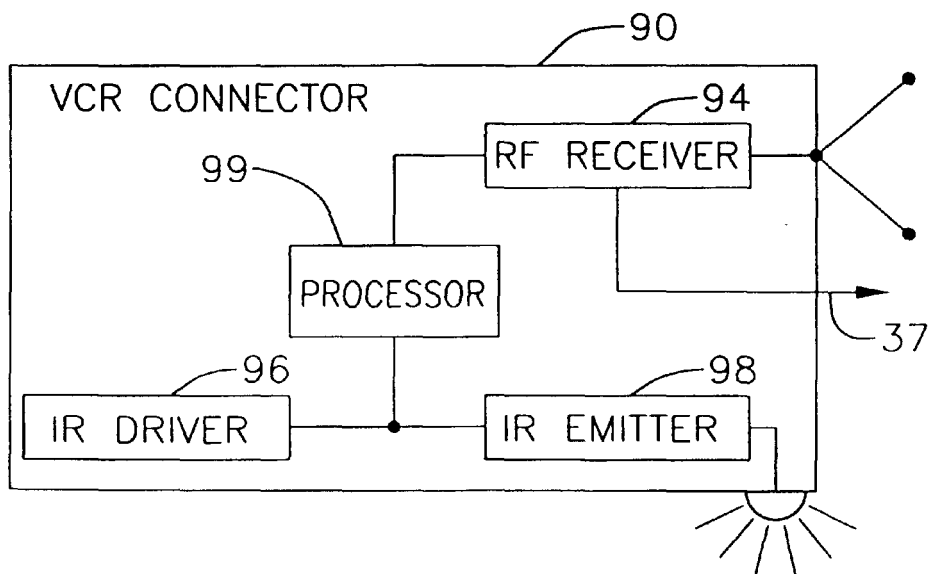 90
VCR CONNECTOR
94
RF RECEIVER
99
PROCESSOR
37
96
98
IR DRIVER
IR EMITTER